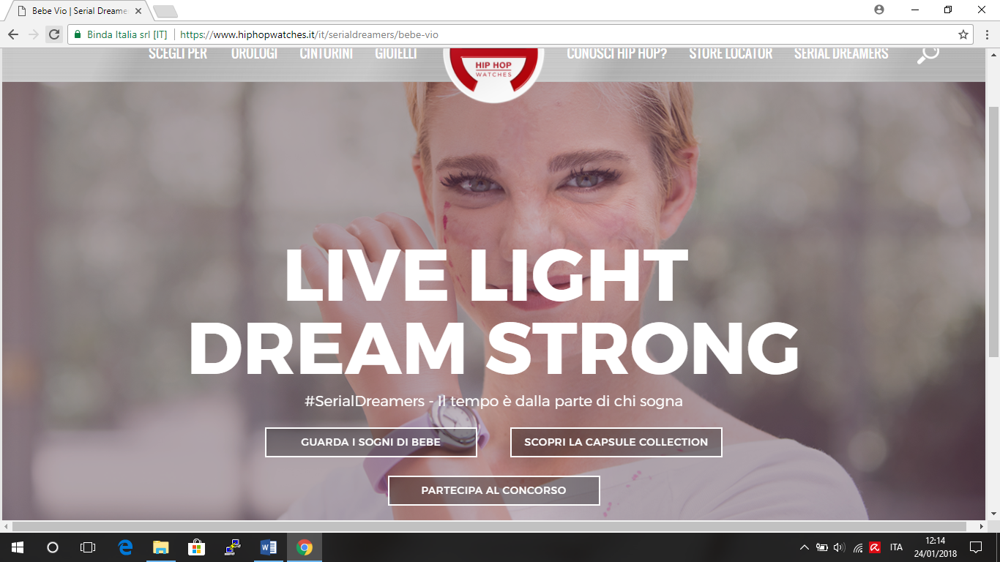 Bebe Vio | Serial Dreame
Binda Italia srl [IT] https://www.hiphopwatches.it/it/serialdreamers/bebe-vio
SCEGLI PER OROLOGI CINTURINI GIOIELLI CONOSCI HIP HOP? STORE LOCATOR SERIAL DREAMERS
HIP HOP
WATCHES
LIVE LIGHT
DREAM STRONG
#SerialDreamers - Il tempo è dalla parte di chi sogna
GUARDA I SOGNI DI BEBE SCOPRI LA CAPSULE COLLECTION
PARTECIPA AL CONCORSO
ITA
12:14
24/01/2018